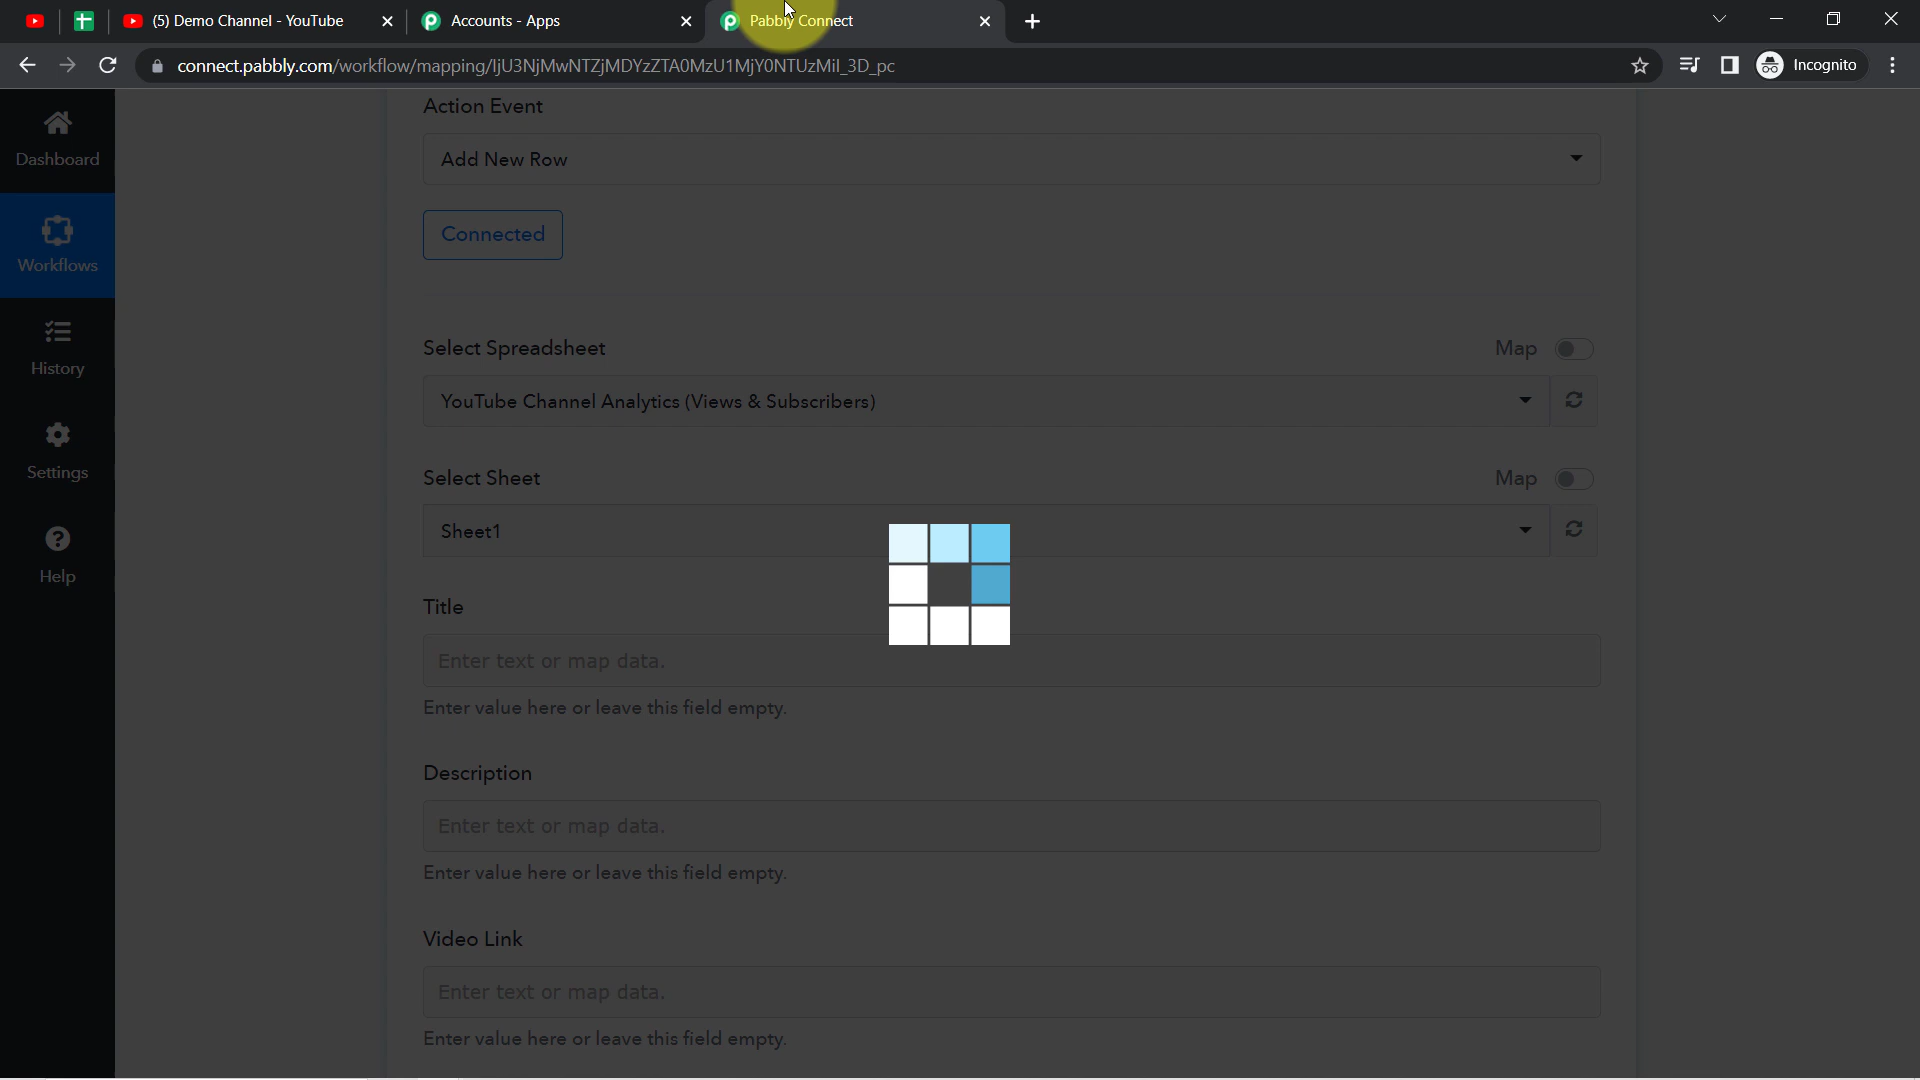 (5) Demo Channel - YouTube
Accounts - Apps
Pabbly Connect
connect.pabbly.com/workflow/mapping/IjU3NjMwNTZjMDYzZTA0MzU1MjY0NTUzMiI_3D_pc
Incognito
Dashboard
Workflows
History
Settings
Help
Action Event
Add New Row
Connected
Select Spreadsheet
Map
YouTube Channel Analytics (Views & Subscribers)
Select Sheet
Map
Sheet1
Title
Enter text or map data.
Enter value here or leave this field empty.
Description
Enter text or map data.
Enter value here or leave this field empty.
Video Link
Enter text or map data.
Enter value here or leave this field empty.